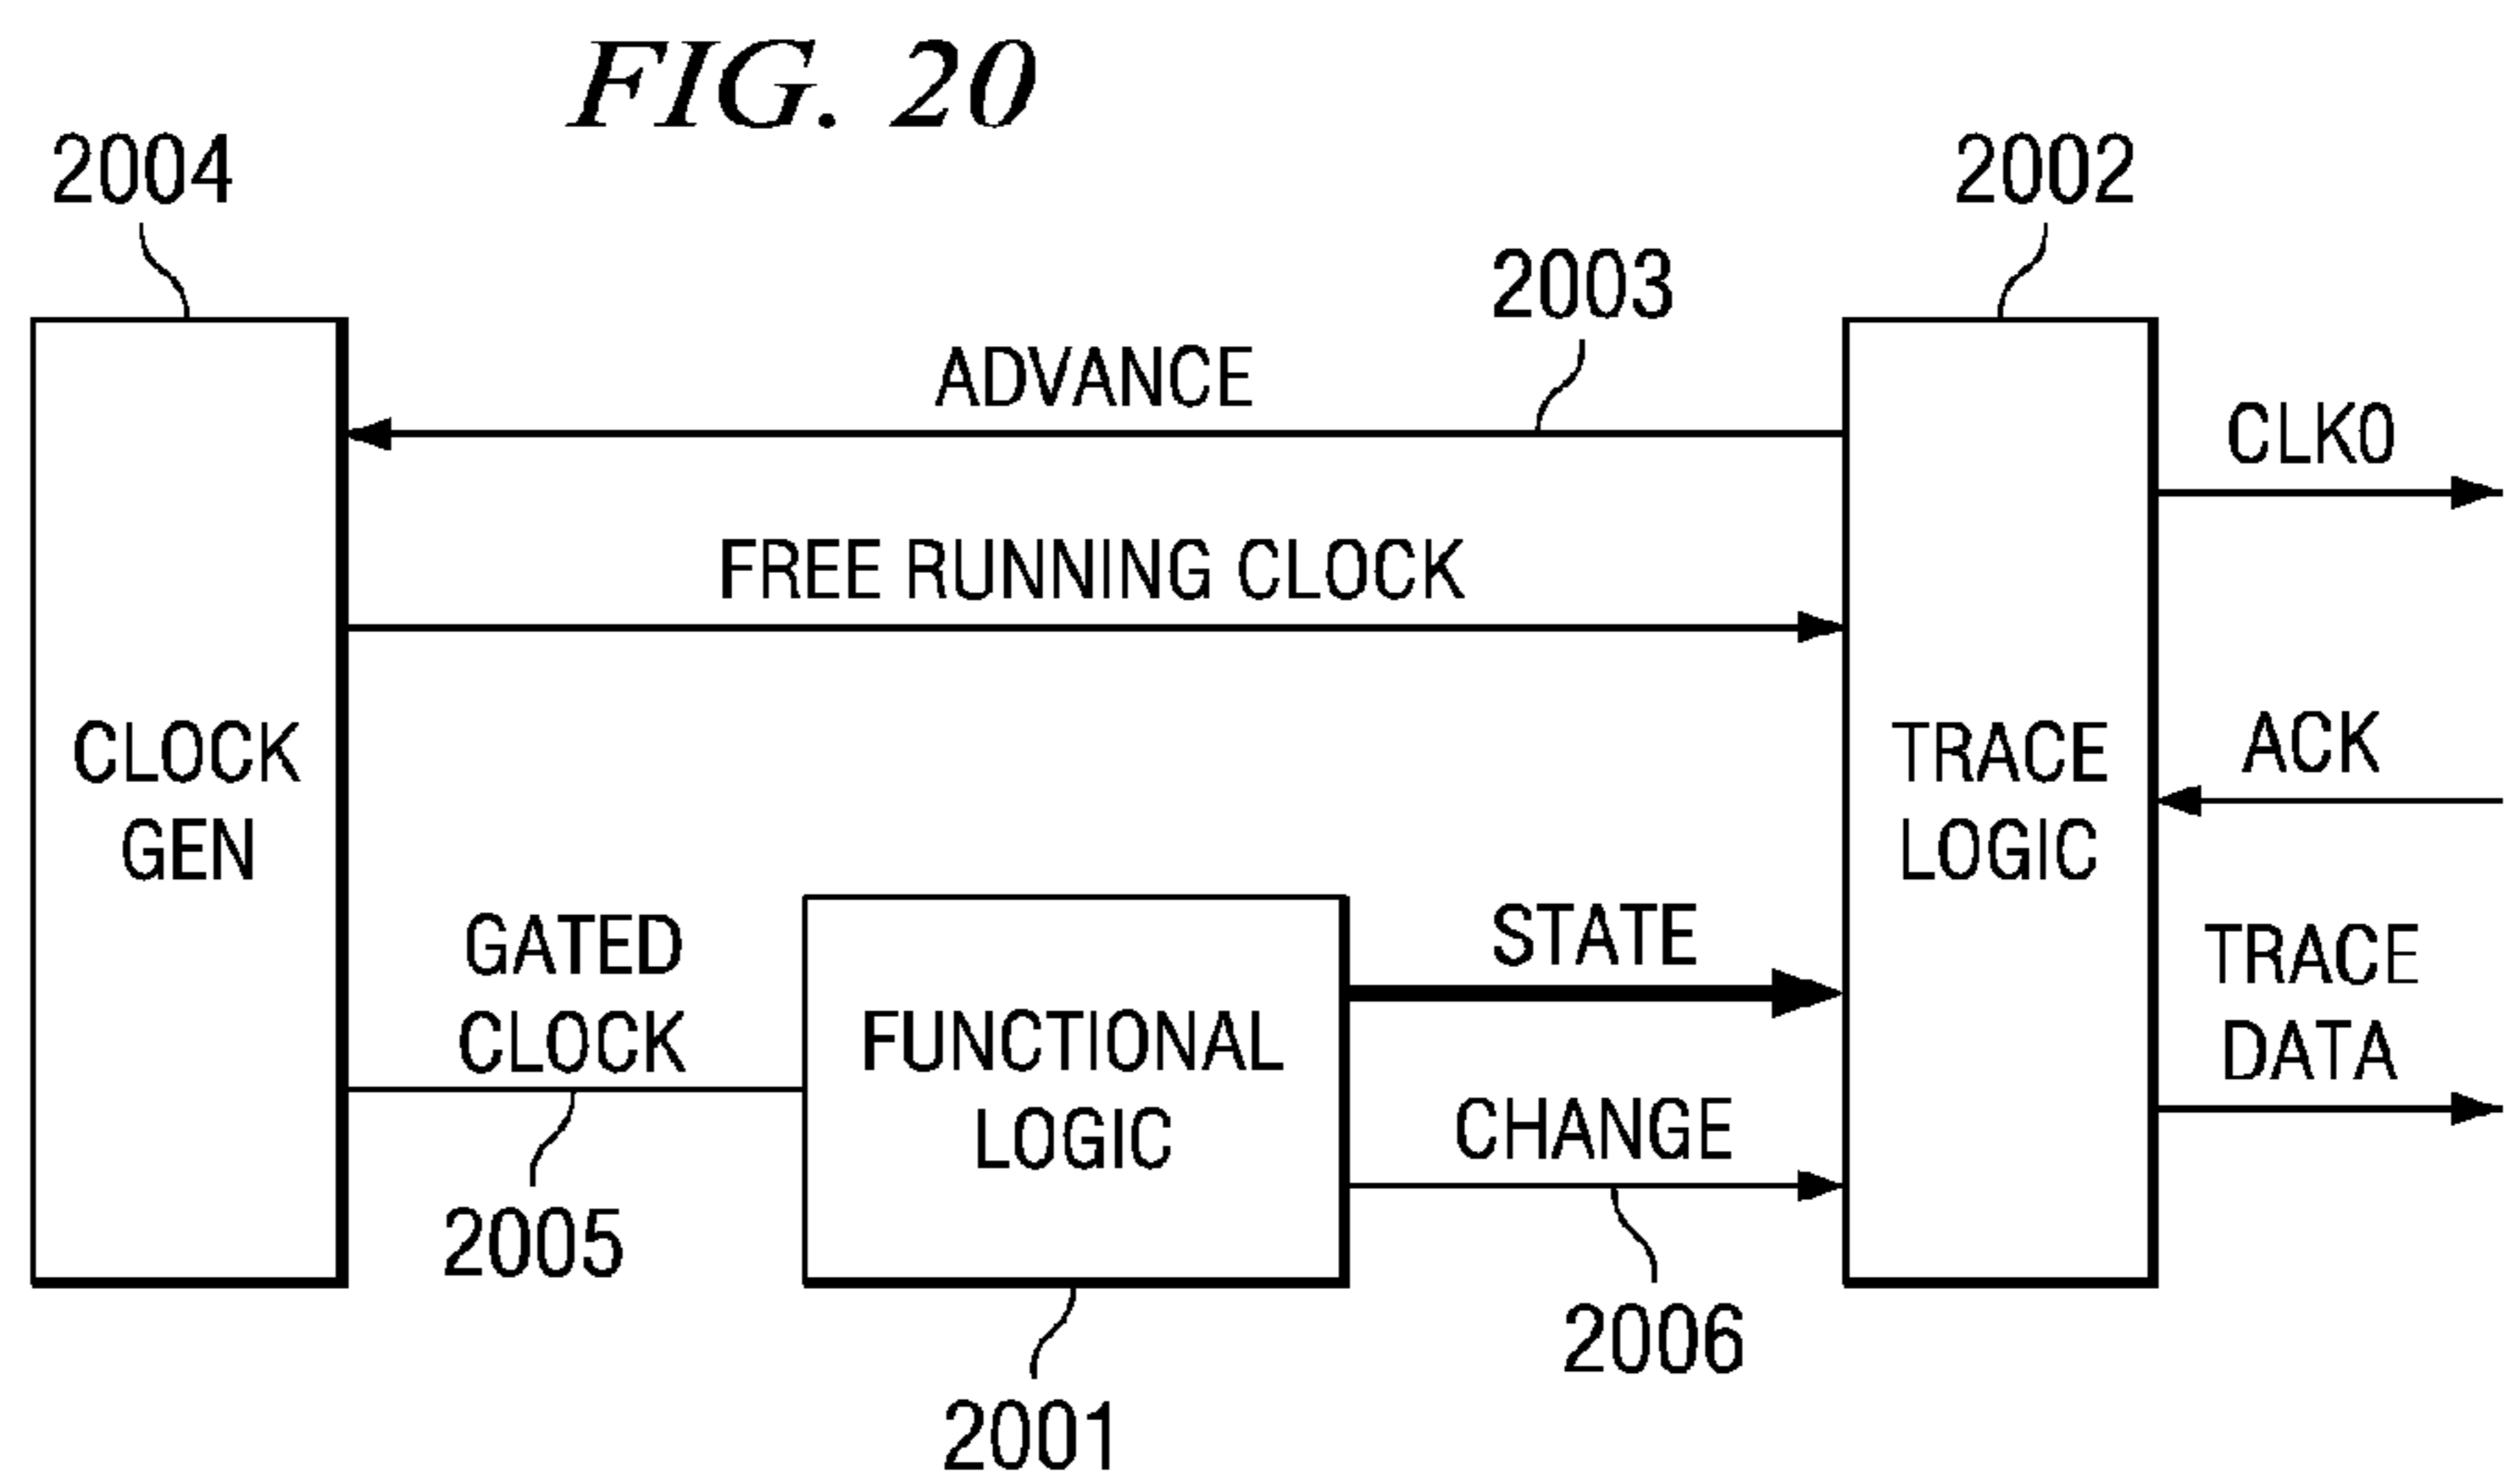 FIG. 20
2004
2002
2003
ADVANCE
CLK0
FREE RUNNING CLOCK
CLOCK
GEN
TRACE
LOGIC
ACK
GATED
CLOCK
FUNCTIONAL
LOGIC
STATE
CHANGE
TRACE
DATA
2005
2006
2001